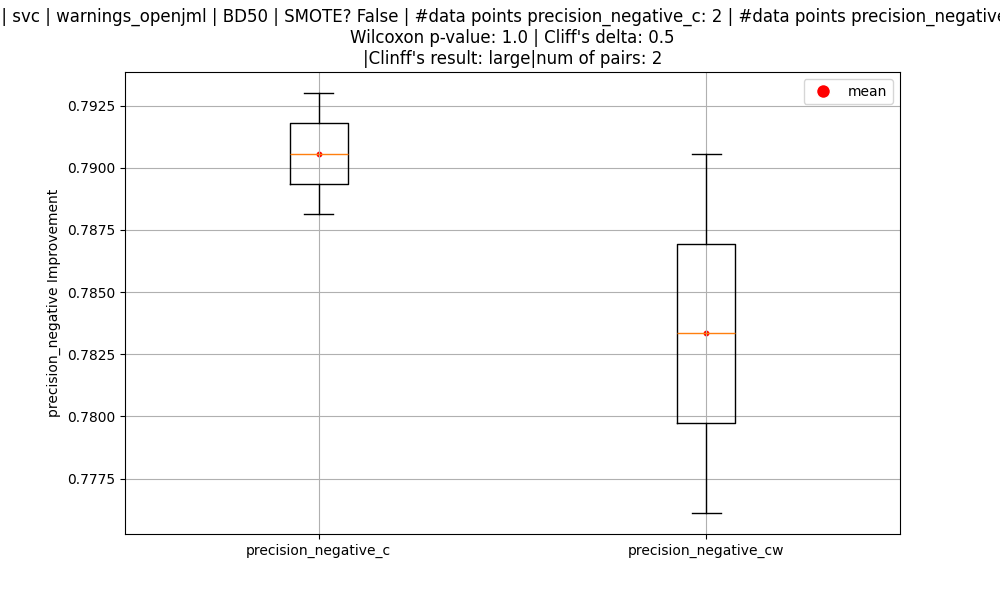 | svc | warnings_openjml | BD50 | SMOTE? False | #data points precision_negative_c: 2 | #data points
Wilcoxon p-value: 1.0 | Cliff's delta: 0.5
|Clinff's result: large|num of pairs: 2
mean
0.7925
0.7900
0.7875
0.7850
0.7825
0.7800
0.7775
precision_negative Improvement
precision_negative_c
precision_negative_cw